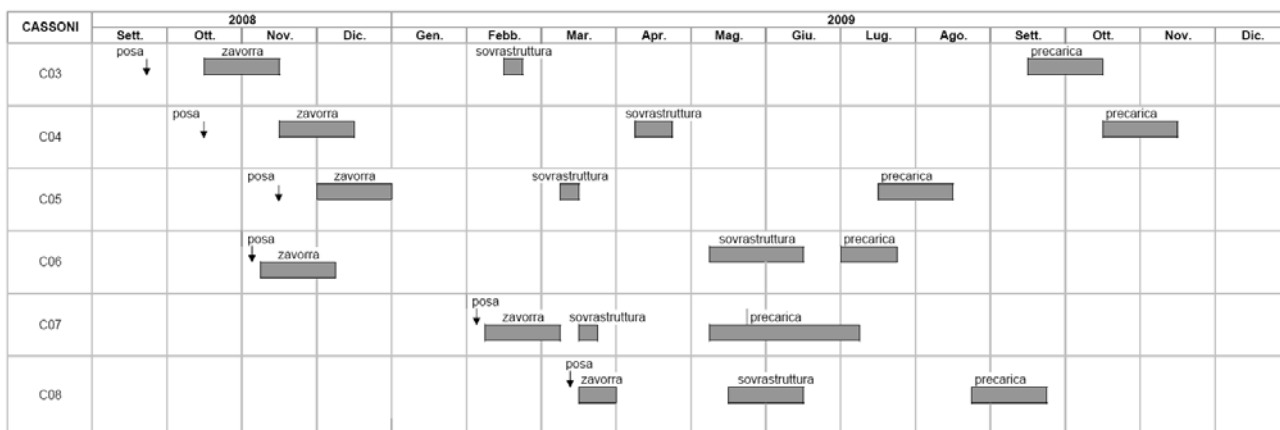 CASSONI 2008 2009
Sett. Ott. Nov. Dic. Gen. Febb. Mar. Apr. Mag. Giu. Lug. Ago. Sett. Ott. Nov. Dic.
C03 posa zavorra sovrastruttura precarica
C04 posa zavorra sovrastruttura precarica
C05 posa zavorra sovrastruttura precarica
C06 posa zavorra sovrastruttura precarica
C07 posa zavorra sovrastruttura precarica
C08 posa zavorra sovrastruttura precarica